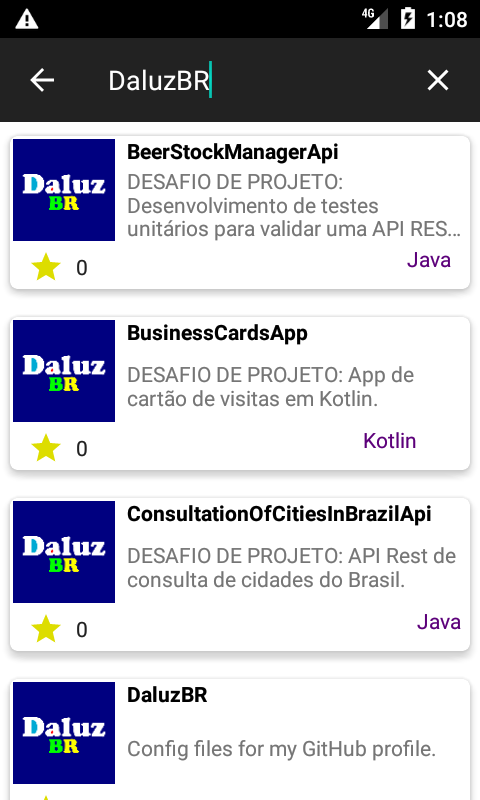 4G 1:08
DaluzBR
Daluz
BR
BeerStockManagerApi
DESAFIO DE PROJETO:
Desenvolvimento de testes
unitários para validar uma API RES…
0
Java
Daluz
BR
BusinessCardsApp
DESAFIO DE PROJETO: App de
cartão de visitas em Kotlin.
0
Kotlin
Daluz
BR
ConsultationOfCitiesInBrazilApi
DESAFIO DE PROJETO: API Rest de
consulta de cidades do Brasil.
0
Java
Daluz
BR
DaluzBR
Config files for my GitHub profile.